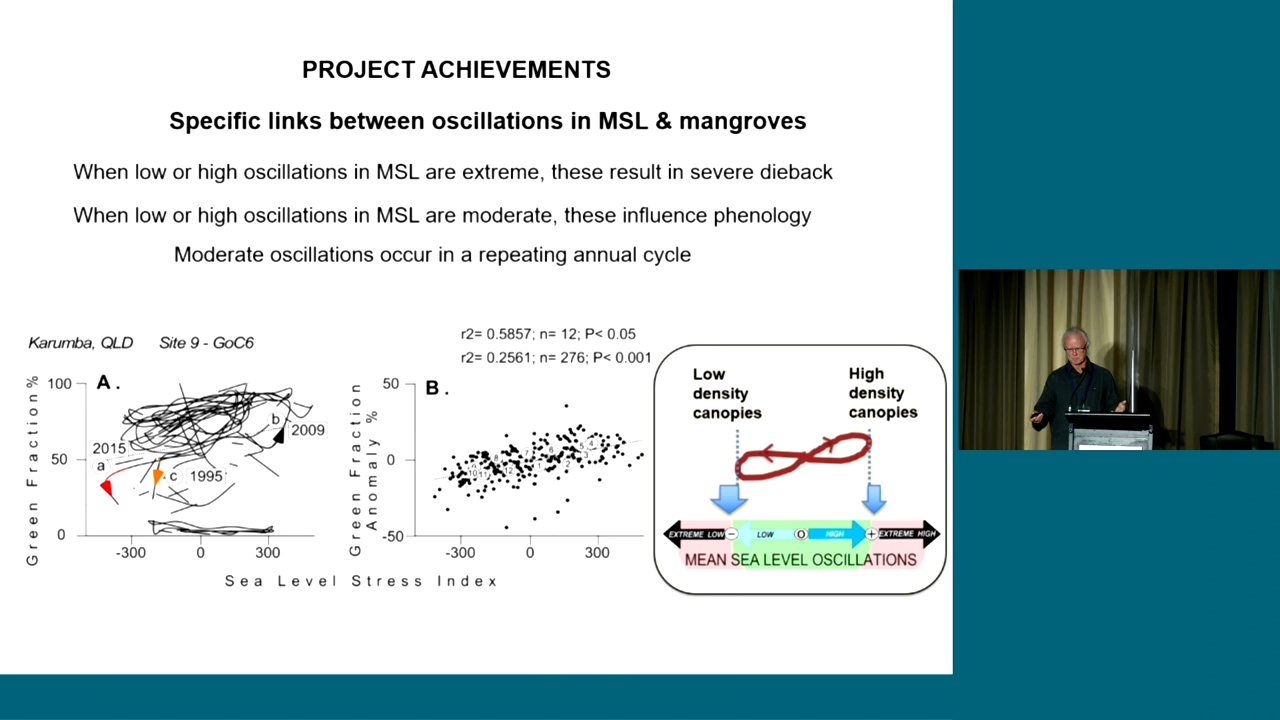 PROJECT ACHIEVEMENTS
Specific links between oscillations in MSL & mangroves
When low or high oscillations in MSL are extreme, these result in severe dieback
When low or high oscillations in MSL are moderate, these influence phenology
Moderate oscillations occur in a repeating annual cycle
Karumba, QLD Site 9 - GoC6
r2= 0.5857; n= 12; P< 0.05
r2= 0.2561; n= 276; P< 0.001
A.
Green Fraction%
100
50
0
2015
a
b
2009
c 1995
-300 0 300
B.
Green Fraction
Anomaly %
50
0
-50
-300 0 300
Sea Level Stress Index
Low
density
canopies
High
density
canopies
EXTREME LOW − LOW O HIGH + EXTREME HIGH
MEAN SEA LEVEL OSCILLATIONS